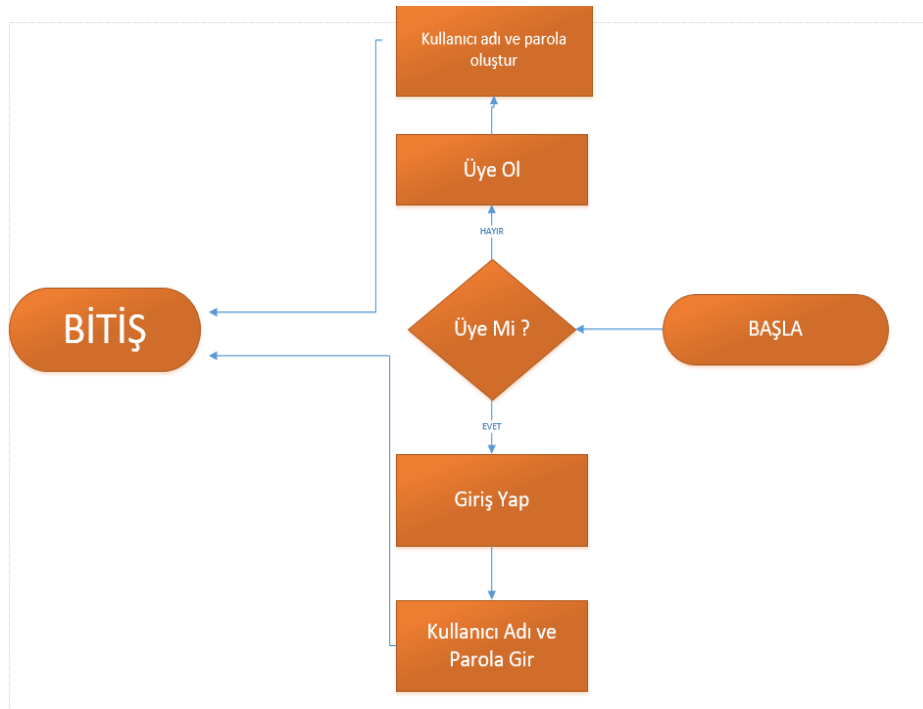 Kullanıcı adı ve parola
oluştur
Üye Ol
HAYIR
BİTİŞ
Üye Mi ?
BAŞLA
EVET
Giriş Yap
Kullanıcı Adı ve
Parola Gir